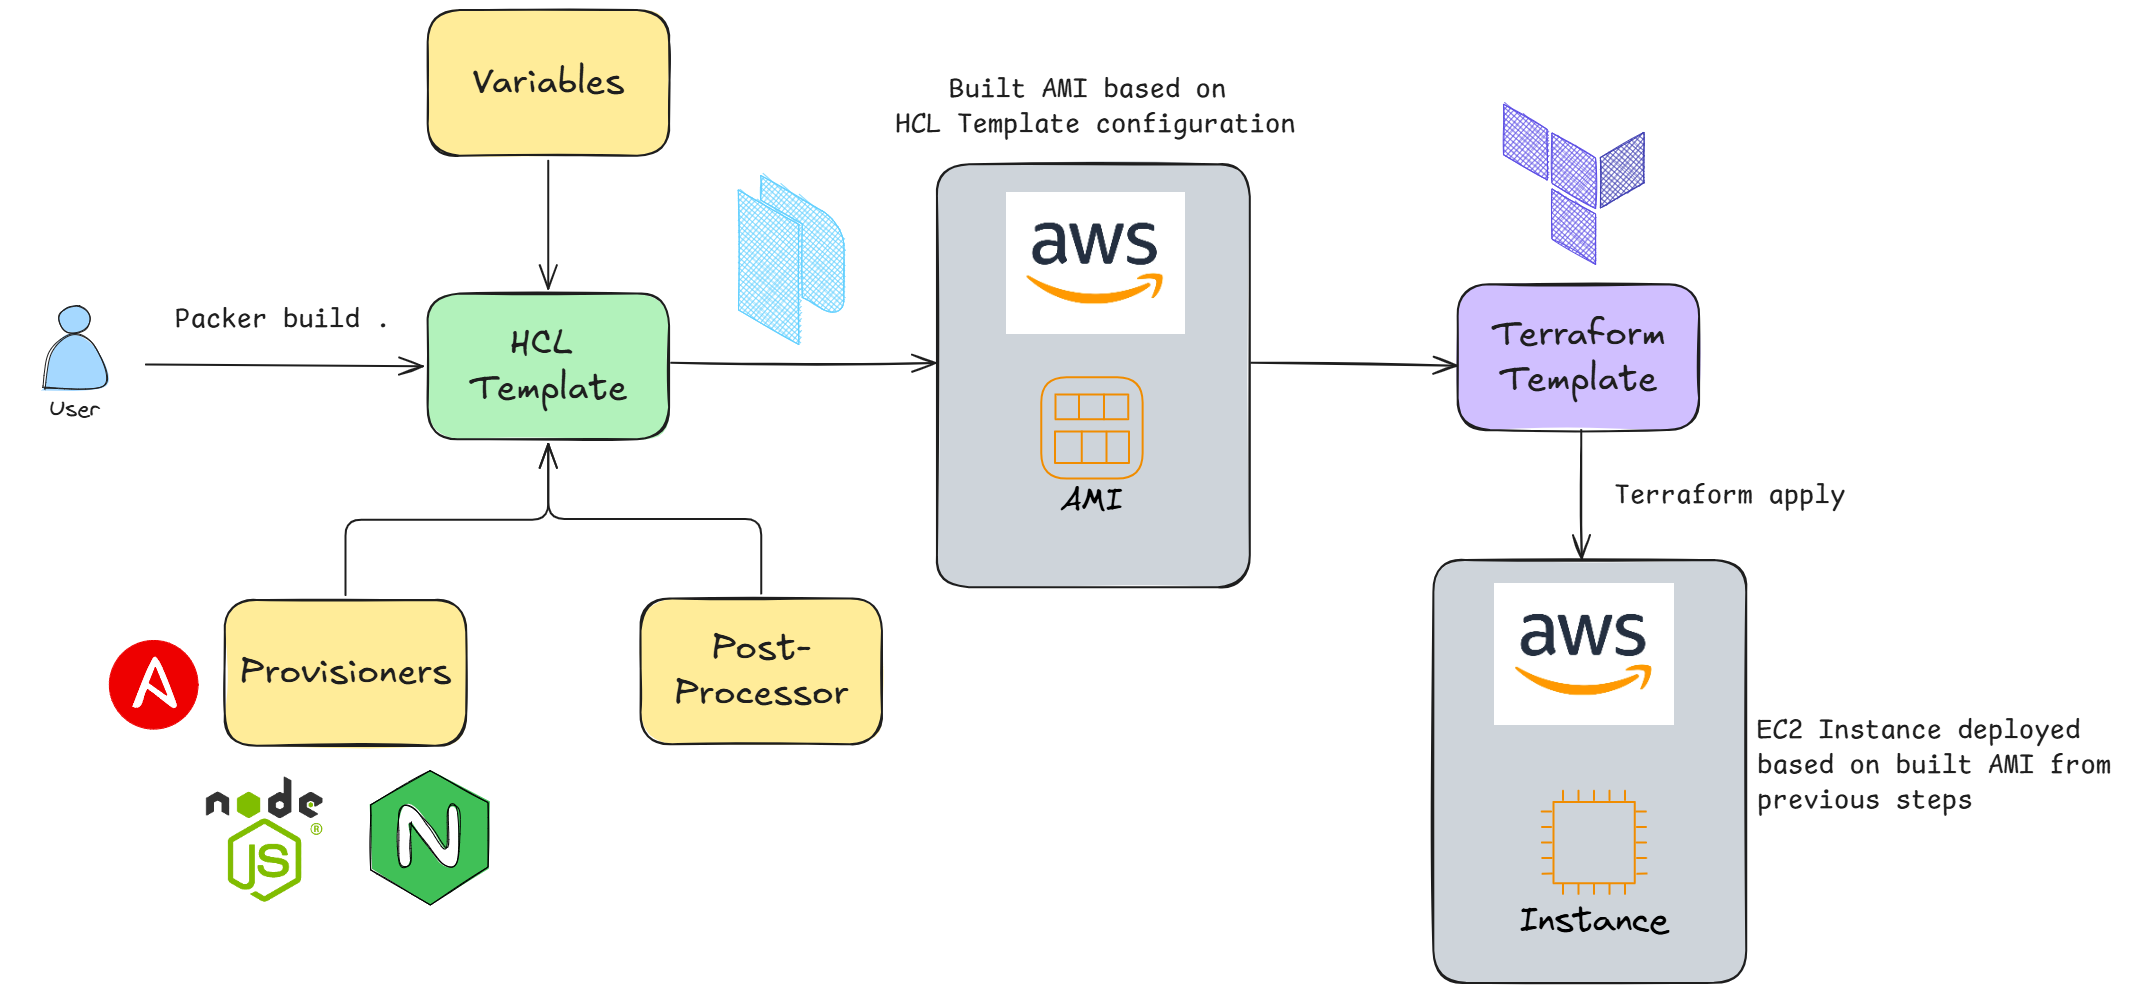 Variables
Built AMI based on
HCL Template configuration
aws
Packer build .
User
HCL
Template
AMI
Terraform
Template
Terraform apply
Provisioners
Post-
Processor
node
JS
®
N
aws
EC2 Instance deployed
based on built AMI from
previous steps
Instance